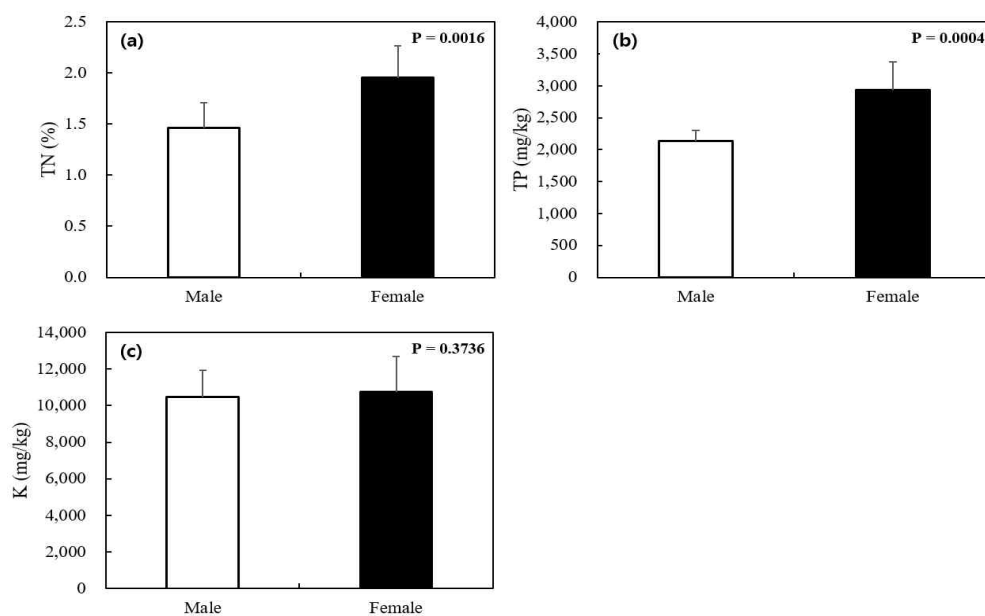 (a)
P = 0.0016
TN (%)
2.5
2.0
1.5
1.0
0.5
0.0
Male
Female
(b)
P = 0.0004
TP (mg/kg)
4,000
3,500
3,000
2,500
2,000
1,500
1,000
500
0
Male
Female
(c)
P = 0.3736
K (mg/kg)
14,000
12,000
10,000
8,000
6,000
4,000
2,000
0
Male
Female